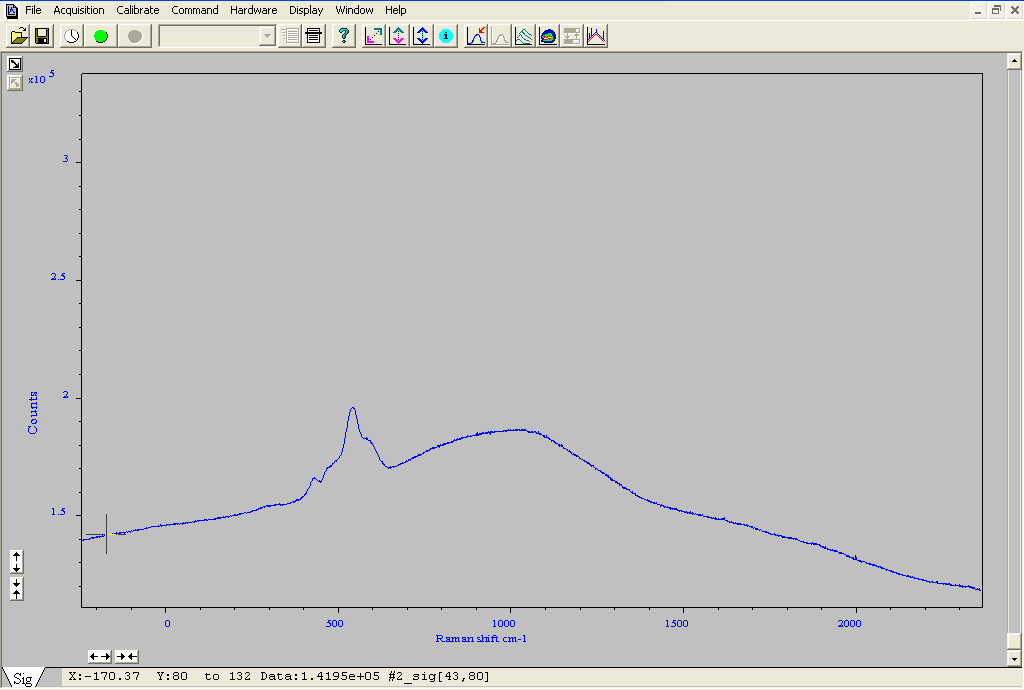 File Acquisition Calibrate Command Hardware Display Window Help
x10 5
3
2.5
2
1.5
Counts
0 500 1000 1500 2000
Raman shift cm-1
Sig X:-170.37 Y:80 to 132 Data:1.4195e+05 #2_sig[43,80]